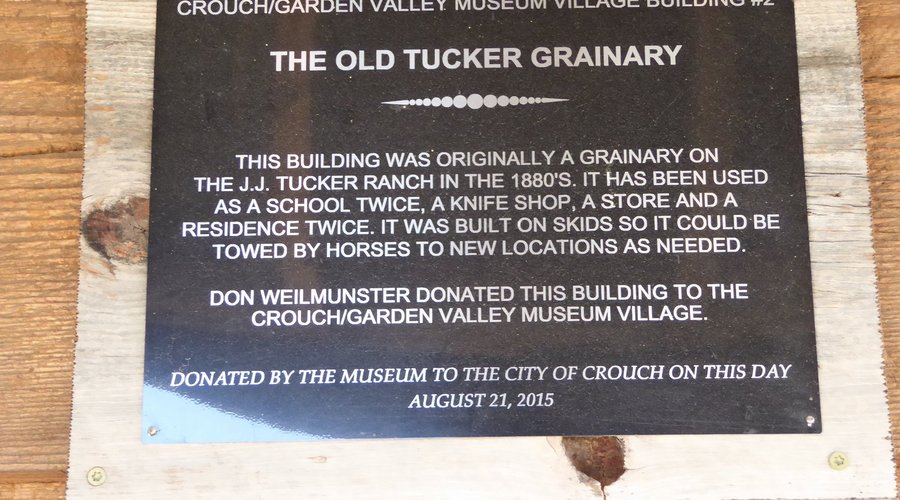 CROUCH/GARDEN VALLEY MUSEUM VILLAGE BUILDING #2
THE OLD TUCKER GRAINARY
THIS BUILDING WAS ORIGINALLY A GRAINARY ON
THE J.J. TUCKER RANCH IN THE 1880'S. IT HAS BEEN USED
AS A SCHOOL TWICE, A KNIFE SHOP, A STORE AND A
RESIDENCE TWICE. IT WAS BUILT ON SKIDS SO IT COULD BE
TOWED BY HORSES TO NEW LOCATIONS AS NEEDED.
DON WEILMUNSTER DONATED THIS BUILDING TO THE
CROUCH/GARDEN VALLEY MUSEUM VILLAGE.
DONATED BY THE MUSEUM TO THE CITY OF CROUCH ON THIS DAY
AUGUST 21, 2015